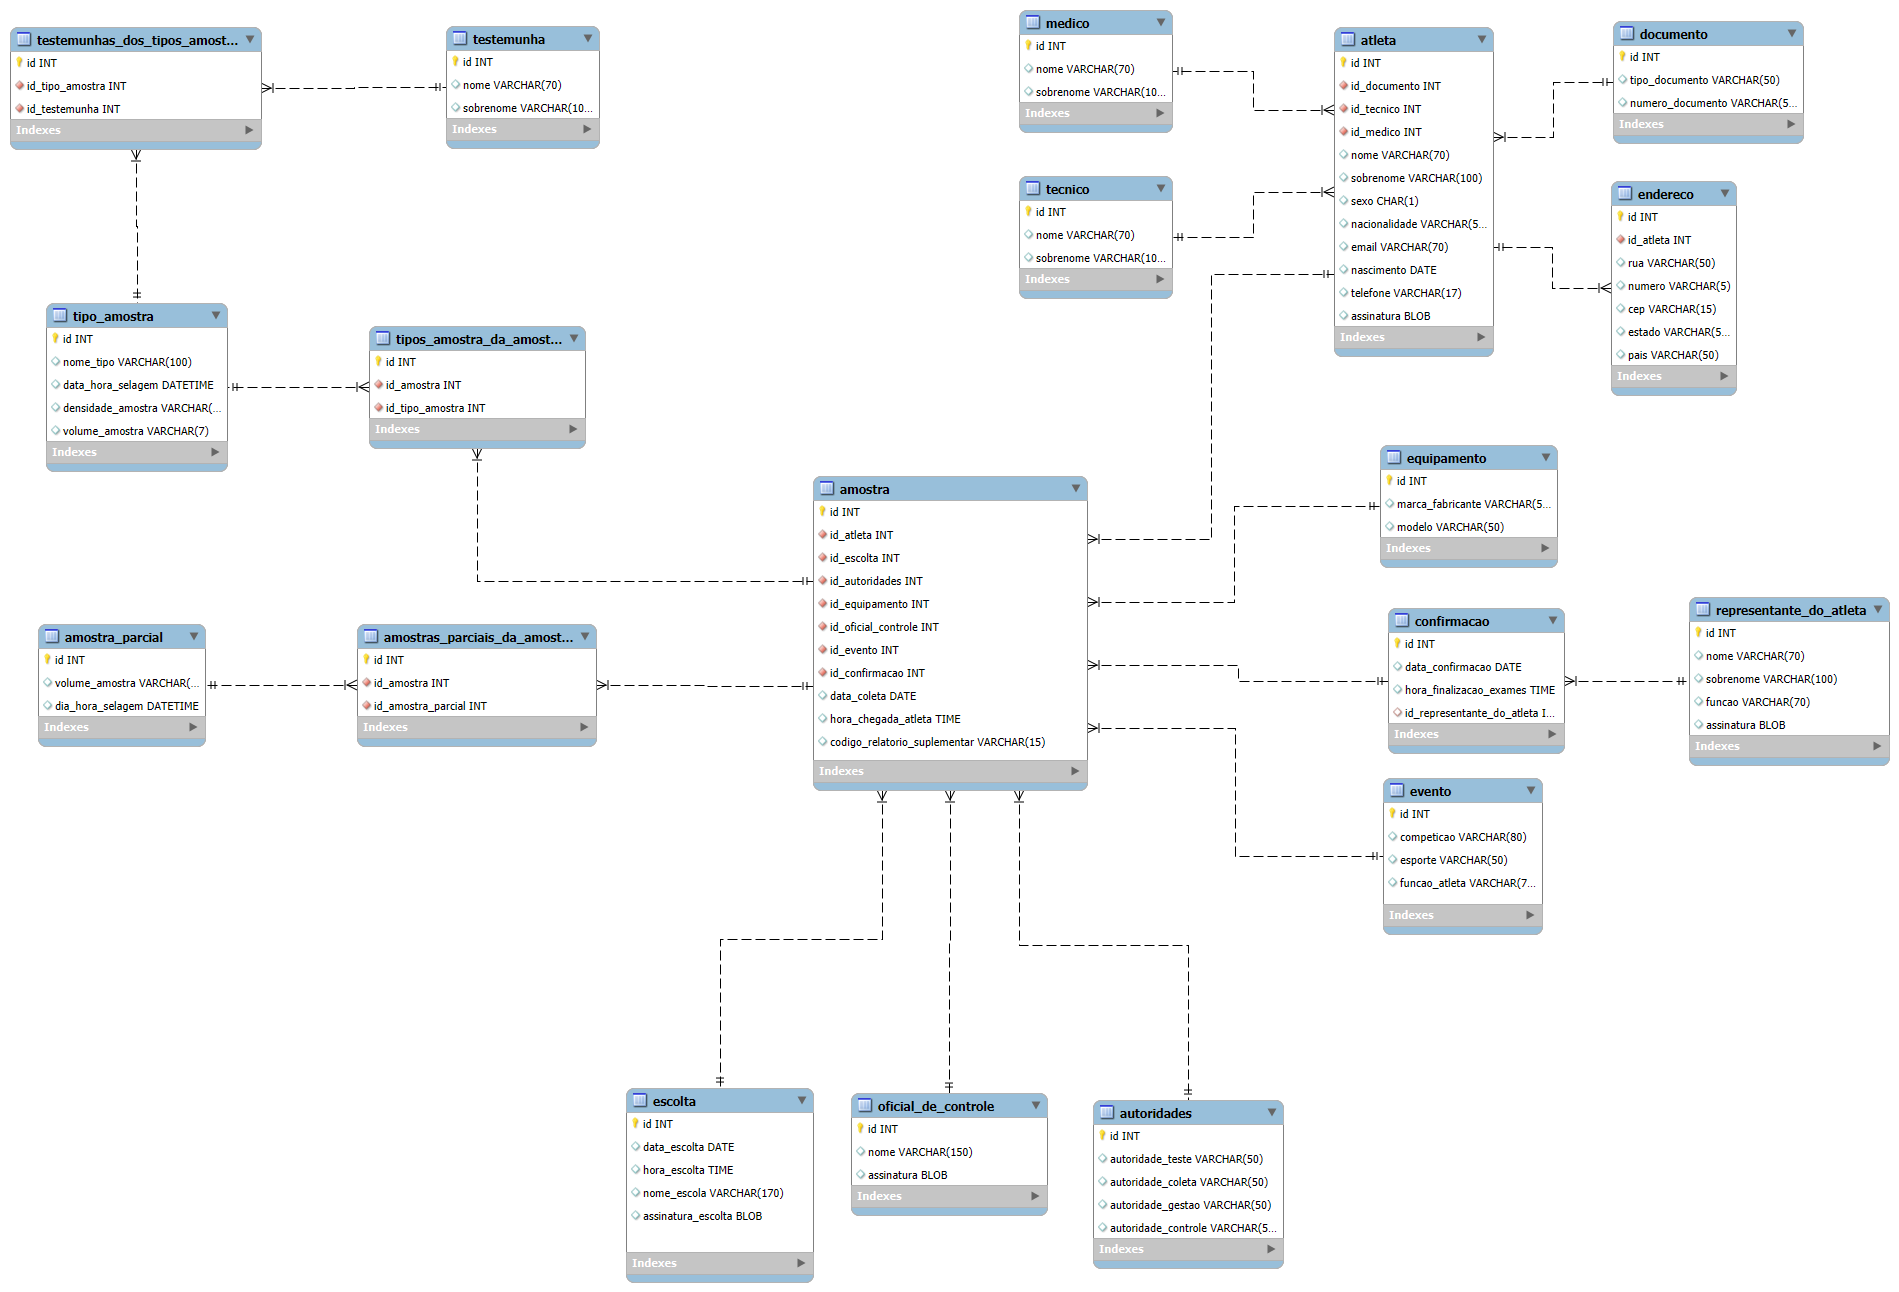 testemunhas_dos_tipos_amost...
id INT
id_tipo_amostra INT
id_testemunha INT
Indexes
testemunha
id INT
nome VARCHAR(70)
sobrenome VARCHAR(10...
Indexes
medico
id INT
nome VARCHAR(70)
sobrenome VARCHAR(10...
Indexes
atleta
id INT
id_documento INT
id_tecnico INT
id_medico INT
nome VARCHAR(70)
sobrenome VARCHAR(100)
sexo CHAR(1)
nacionalidade VARCHAR(5...
email VARCHAR(70)
nascimento DATE
telefone VARCHAR(17)
assinatura BLOB
Indexes
documento
id INT
tipo_documento VARCHAR(50)
numero_documento VARCHAR(5...
Indexes
tecnico
id INT
nome VARCHAR(70)
sobrenome VARCHAR(10...
Indexes
endereco
id INT
id_atleta INT
rua VARCHAR(50)
numero VARCHAR(5)
cep VARCHAR(15)
estado VARCHAR(5...
pais VARCHAR(50)
Indexes
tipo_amostra
id INT
nome_tipo VARCHAR(100)
data_hora_selagem DATETIME
densidade_amostra VARCHAR(...
volume_amostra VARCHAR(7)
Indexes
tipos_amostra_da_amost...
id INT
id_amostra INT
id_tipo_amostra INT
Indexes
amostra
id INT
id_atleta INT
id_escolta INT
id_autoridades INT
id_equipamento INT
id_oficial_controle INT
id_evento INT
id_confirmacao INT
data_coleta DATE
hora_chegada_atleta TIME
codigo_relatorio_suplementar VARCHAR(15)
Indexes
equipamento
id INT
marca_fabricante VARCHAR(5...
modelo VARCHAR(50)
Indexes
amostra_parcial
id INT
volume_amostra VARCHAR(...
dia_hora_selagem DATETIME
Indexes
amostras_parciais_da_amost...
id INT
id_amostra INT
id_amostra_parcial INT
Indexes
confirmacao
id INT
data_confirmacao DATE
hora_finalizacao_exames TIME
id_representante_do_atleta I...
Indexes
representante_do_atleta
id INT
nome VARCHAR(70)
sobrenome VARCHAR(100)
funcao VARCHAR(70)
assinatura BLOB
Indexes
evento
id INT
competicao VARCHAR(80)
esporte VARCHAR(50)
funcao_atleta VARCHAR(7...
Indexes
escolta
id INT
data_escolta DATE
hora_escolta TIME
nome_escola VARCHAR(170)
assinatura_escolta BLOB
Indexes
oficial_de_controle
id INT
nome VARCHAR(150)
assinatura BLOB
Indexes
autoridades
id INT
autoridade_teste VARCHAR(50)
autoridade_coleta VARCHAR(50)
autoridade_gestao VARCHAR(50)
autoridade_controle VARCHAR(5...
Indexes